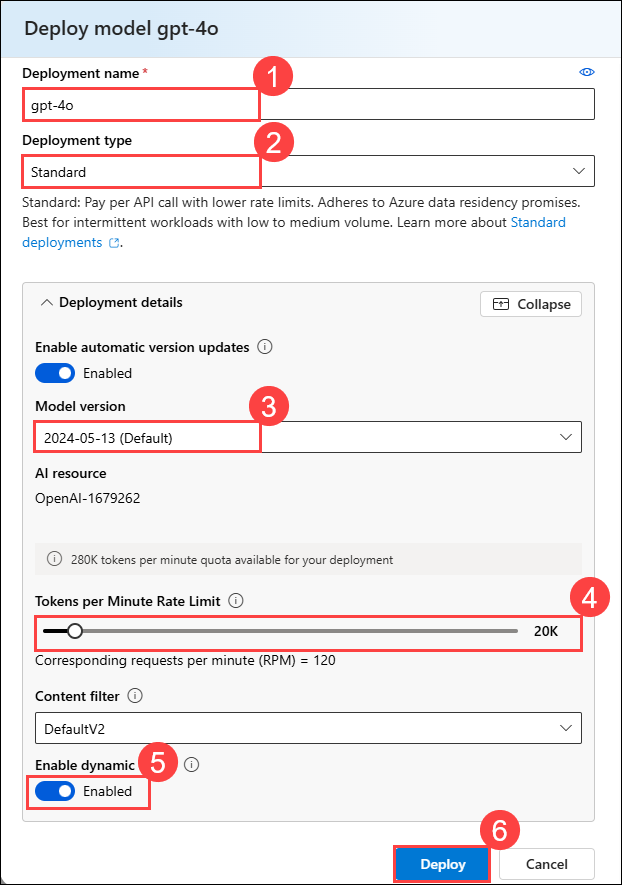 Deploy model gpt-4o
Deployment name *
1
gpt-4o
Deployment type
2
Standard
Standard: Pay per API call with lower rate limits. Adheres to Azure data residency promises.
Best for intermittent workloads with low to medium volume. Learn more about Standard
deployments .
Deployment details
Collapse
Enable automatic version updates
Enabled
Model version
3
2024-05-13 (Default)
AI resource
OpenAI-1679262
280K tokens per minute quota available for your deployment
Tokens per Minute Rate Limit
4
20K
Corresponding requests per minute (RPM) = 120
Content filter
DefaultV2
Enable dynamic
5
Enabled
6
Deploy
Cancel